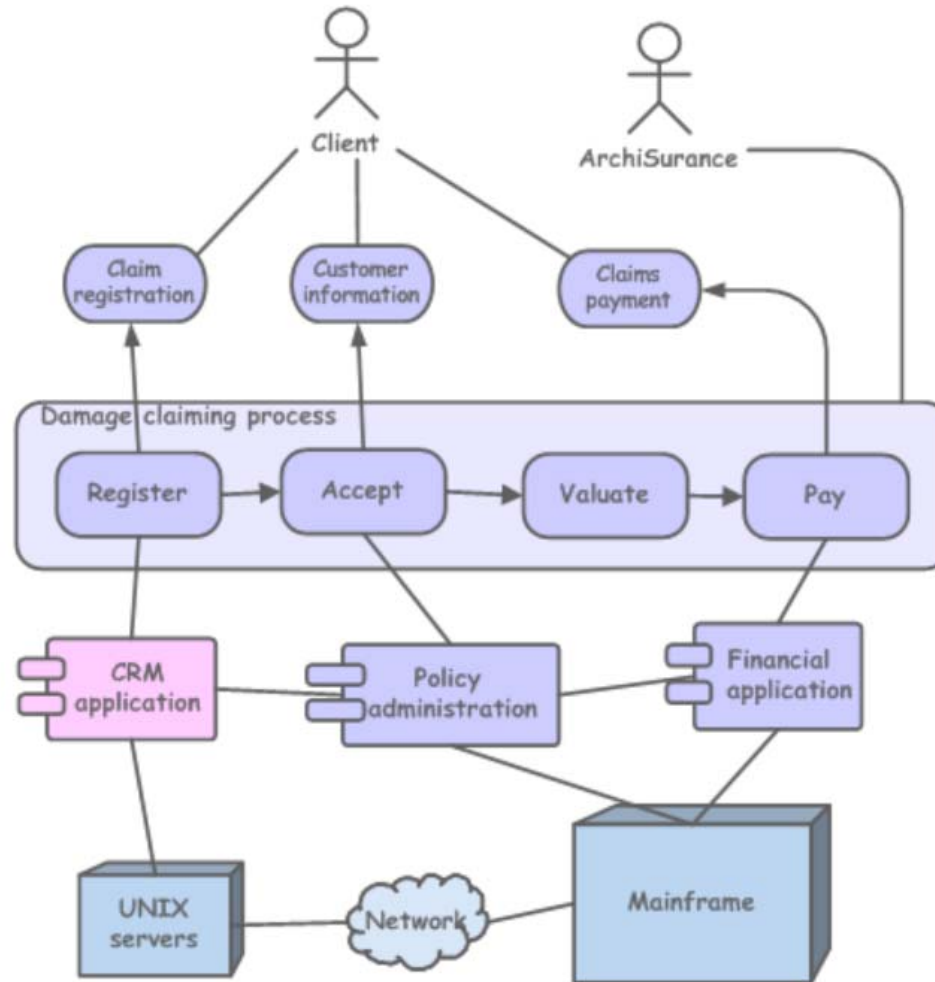 Client
ArchiSurance
Claim
registration
Customer
information
Claims
payment
Damage claiming process
Register
Accept
Valuate
Pay
CRM
application
Policy
administration
Financial
application
UNIX
servers
Network
Mainframe